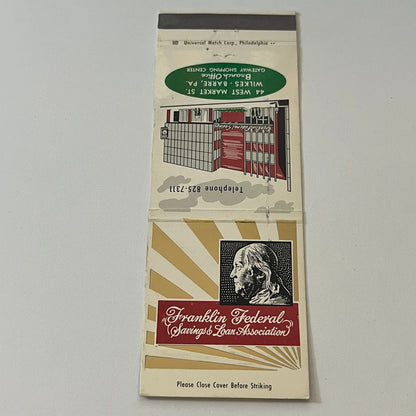 Universal Match Corp., Philadelphia
44 WEST MARKET ST.
WILKES - BARRE, PA.
Branch Office
GATEWAY SHOPPING CENTER
Telephone 825-7311
Franklin Federal
Savings & Loan Association
Please Close Cover Before Striking